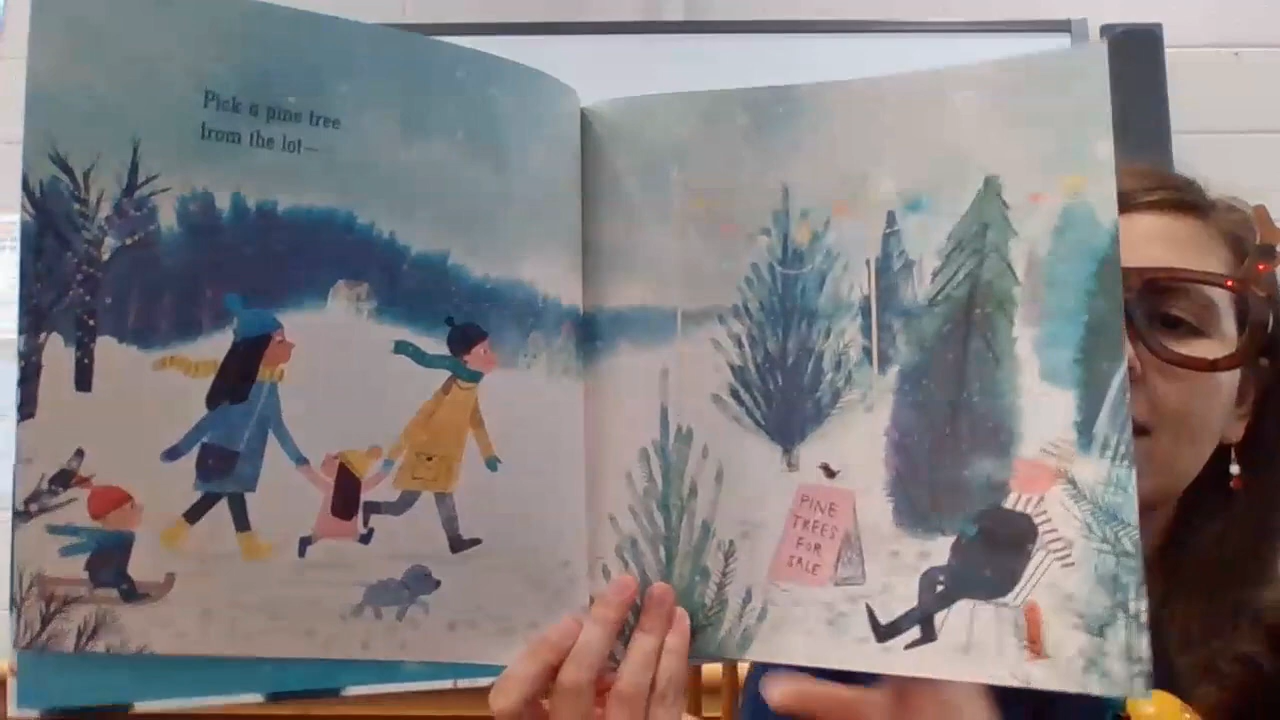 Pick a pine tree
from the lot—
PINE
TREES
FOR
SALE